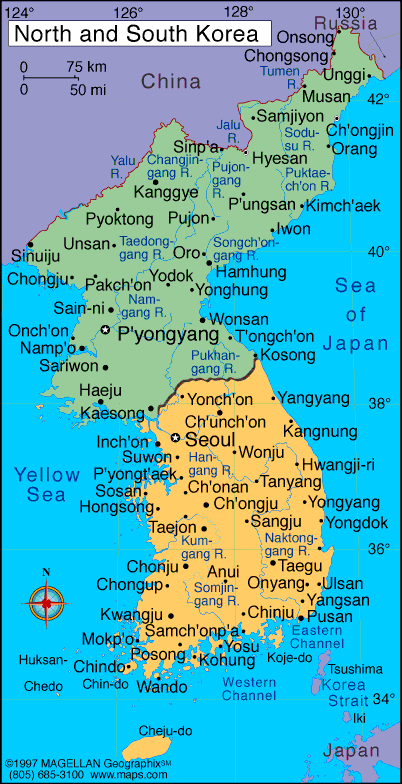 124° 126° 128° 130°
North and South Korea
Russia
0 75 km
0 50 mi
China
Onsong
Chongsong
Tumen
R.
Unggi
Musan
42°
Samjiyon
Ch'ongjin
Jalu
R.
Sodu-
su R.
Orang
Sinp'a
Hyesan
Yalu
R.
Changjin-
gang R.
Pujon-
gang
R.
Puktae-
ch'on R.
Kanggye
P'ungsan
Kimch'aek
Pyoktong
Pujon
Iwon
Unsan
Taedong-
gang R.
Songch'on-
gang R.
40°
Sinuiju
Oro
Hamhung
Chongju
Yodok
Pakch'on
Yonghung
Sea
of
Japan
Nam-
gang R.
Sain-ni
Wonsan
Onch'on
P'yongyang
T'ongch'on
Namp'o
Pukhan-
gang R.
Kosong
Sariwon
Haeju
Kaesong
Yonch'on
Yangyang
38°
Ch'unch'on
Kangnung
Inch'on
Seoul
Suwon
Han-
gang R.
Wonju
Hwangji-ri
Yellow
Sea
P'yongt'aek
Tanyang
Sosan
Ch'onan
Yongyang
Hongsong
Ch'ongju
Taejon
Sangju
Yongdok
Kum-
gang R.
Naktong-
gang R.
36°
Chonju
Anui
Taegu
N
Chongup
Somjin-
gang R.
Onyang
Ulsan
Yangsan
Kwangju
Chinju
Pusan
Samch'onp'a
Eastern
Channel
Mokp'o
Posong
Yosu
Kohung
Koje-do
Huksan-
Chedo
Chindo
Chin-do
Wando
Western
Channel
Tsushima
Korea
Strait
34°
Iki
Cheju-do
Japan
©1997 MAGELLAN Geographix℠
(805) 685-3100 www.maps.com